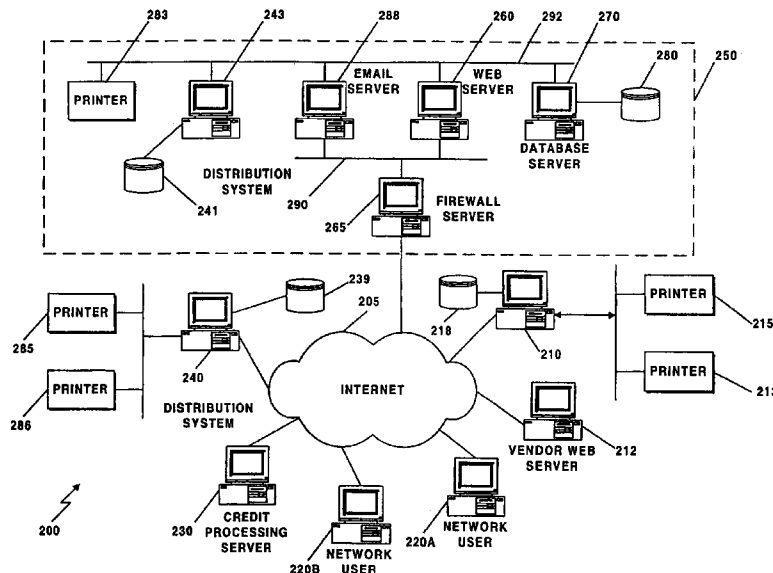 283 243 288 260 292 270
280 250
EMAIL WEB
SERVER SERVER
PRINTER
DATABASE
SERVER
DISTRIBUTION
SYSTEM
241 290
265
FIREWALL
SERVER
PRINTER
285
239
205
218
210
PRINTER
215
240
INTERNET
PRINTER
286
DISTRIBUTION
SYSTEM
PRINTER
VENDOR WEB
SERVER
212
200
230
CREDIT
PROCESSING
SERVER
220B
NETWORK
USER
220A
NETWORK
USER